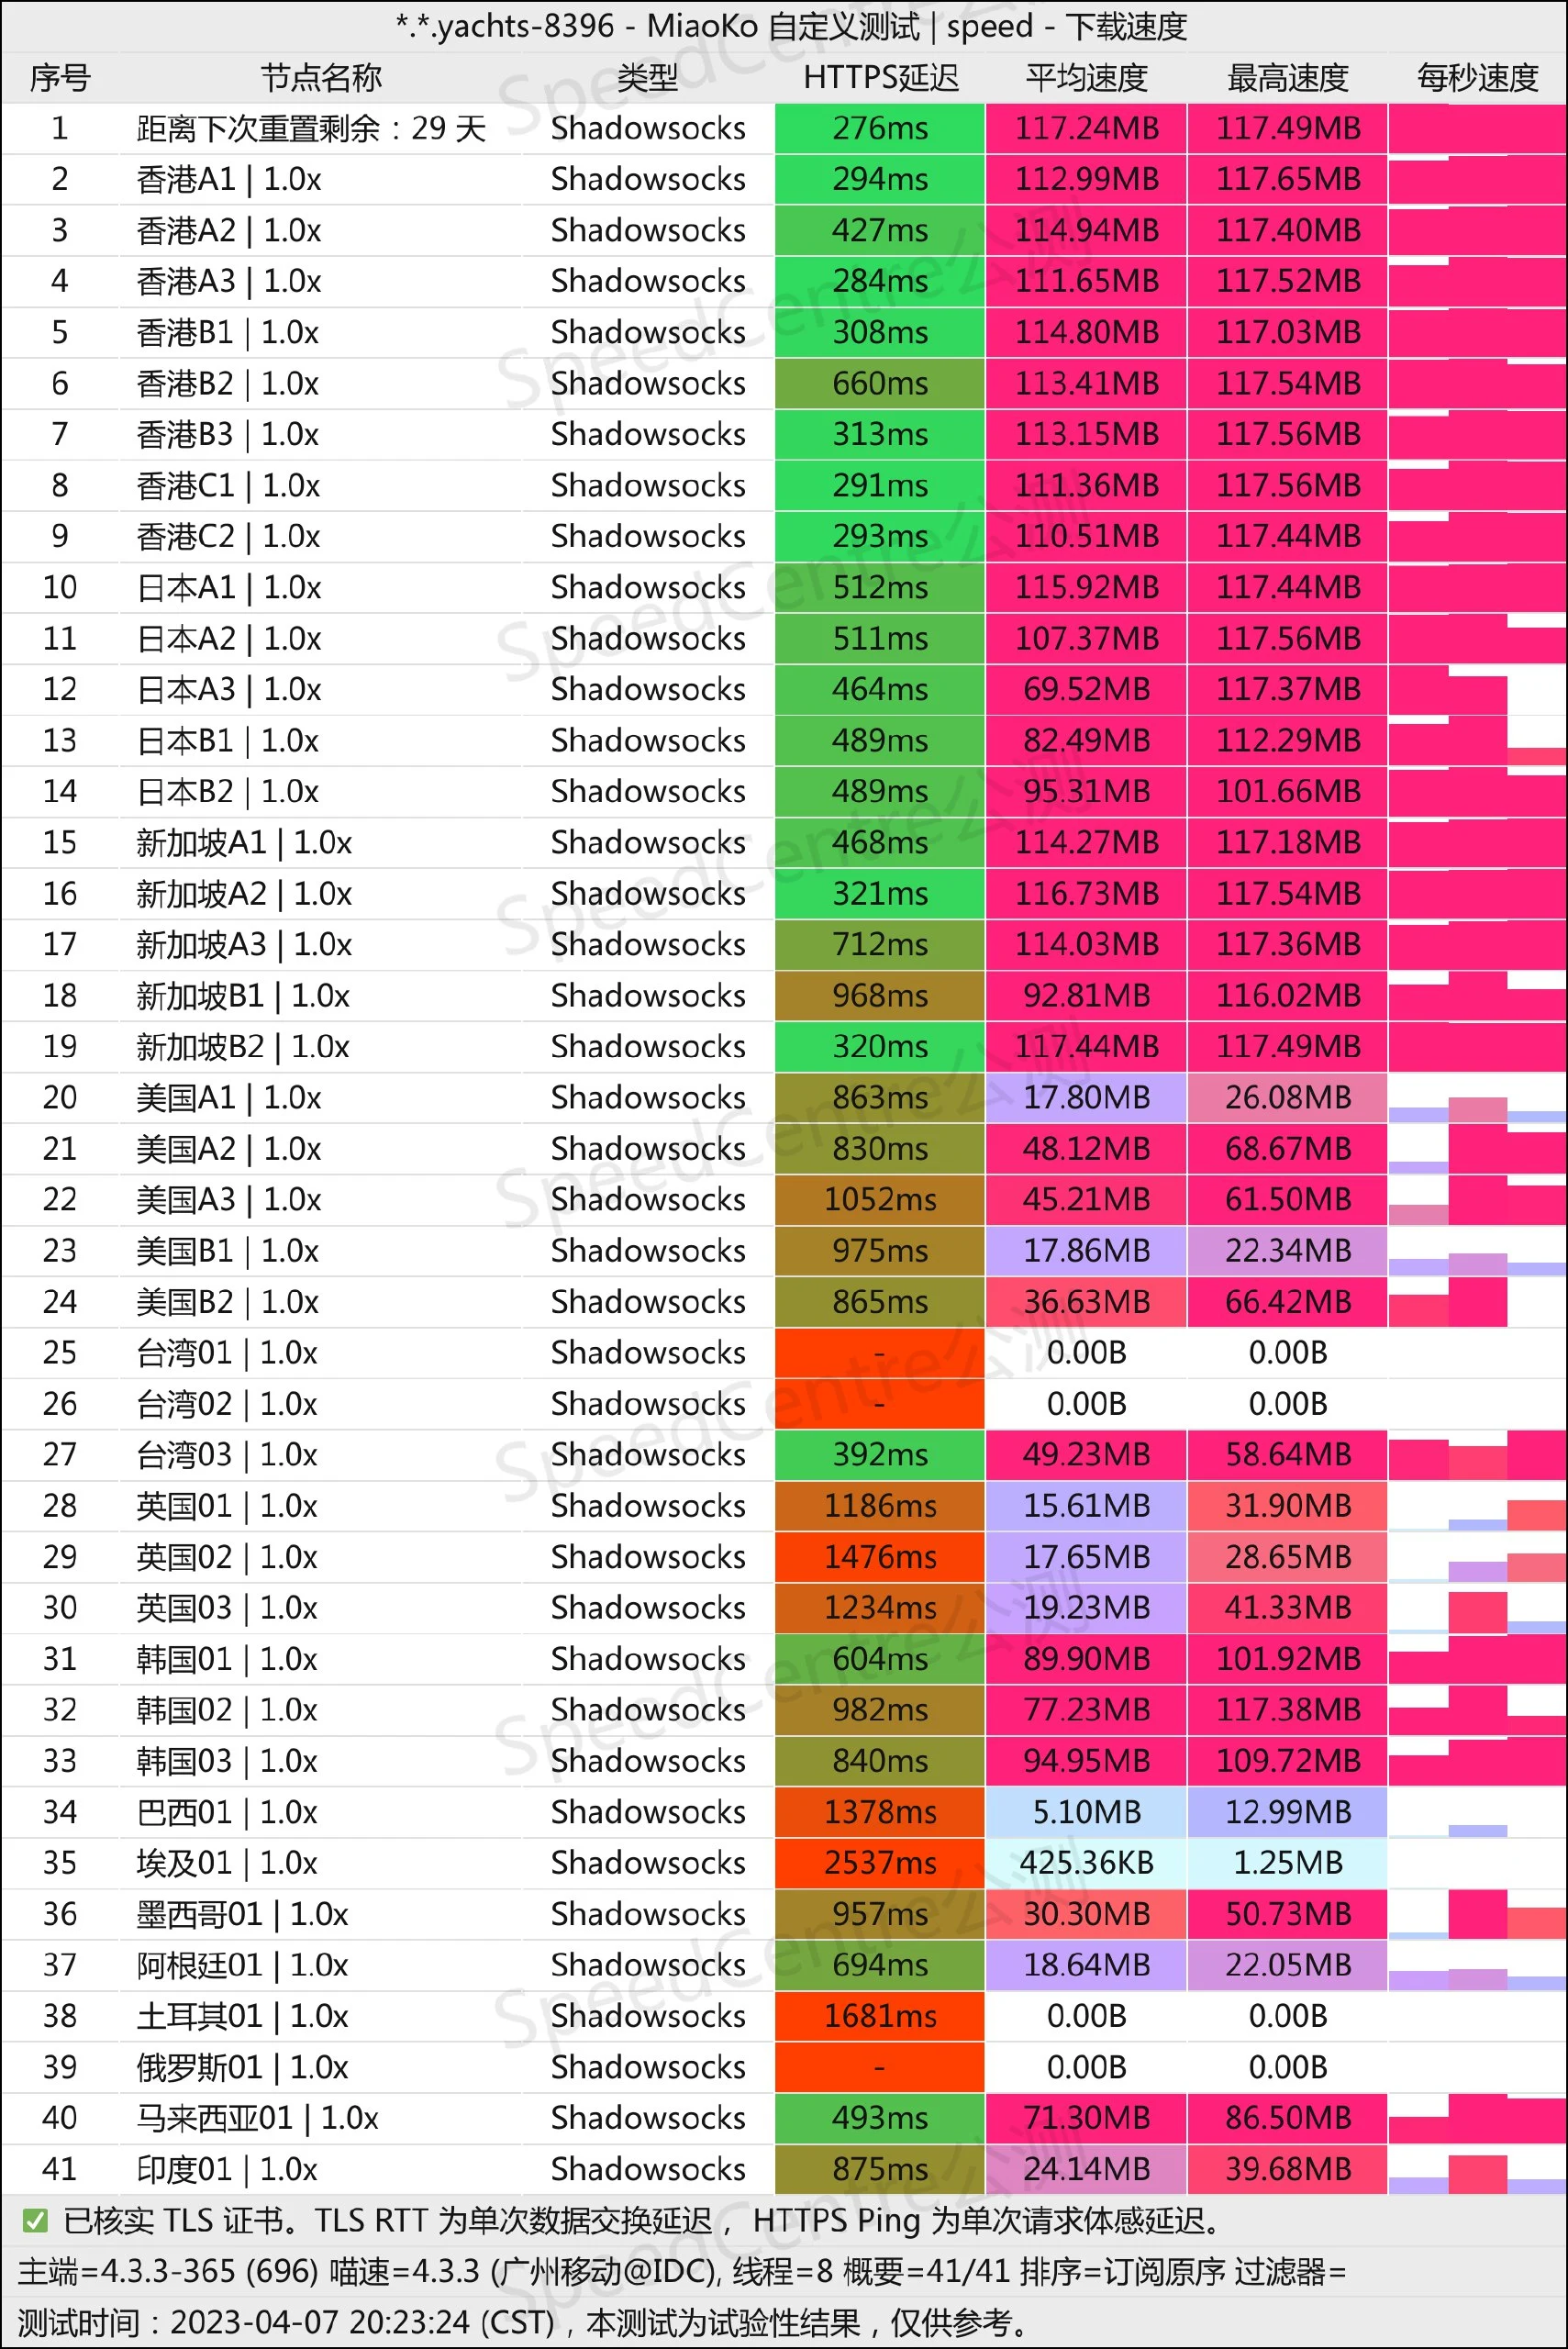 *.*.yachts-8396 - MiaoKo 自定义测试 | speed - 下载速度
序号 节点名称 类型 HTTPS延迟 平均速度 最高速度 每秒速度
1 距离下次重置剩余：29 天 Shadowsocks 276ms 117.24MB 117.49MB
2 香港A1 | 1.0x Shadowsocks 294ms 112.99MB 117.65MB
3 香港A2 | 1.0x Shadowsocks 427ms 114.94MB 117.40MB
4 香港A3 | 1.0x Shadowsocks 284ms 111.65MB 117.52MB
5 香港B1 | 1.0x Shadowsocks 308ms 114.80MB 117.03MB
6 香港B2 | 1.0x Shadowsocks 660ms 113.41MB 117.54MB
7 香港B3 | 1.0x Shadowsocks 313ms 113.15MB 117.56MB
8 香港C1 | 1.0x Shadowsocks 291ms 111.36MB 117.56MB
9 香港C2 | 1.0x Shadowsocks 293ms 110.51MB 117.44MB
10 日本A1 | 1.0x Shadowsocks 512ms 115.92MB 117.44MB
11 日本A2 | 1.0x Shadowsocks 511ms 107.37MB 117.56MB
12 日本A3 | 1.0x Shadowsocks 464ms 69.52MB 117.37MB
13 日本B1 | 1.0x Shadowsocks 489ms 82.49MB 112.29MB
14 日本B2 | 1.0x Shadowsocks 489ms 95.31MB 101.66MB
15 新加坡A1 | 1.0x Shadowsocks 468ms 114.27MB 117.18MB
16 新加坡A2 | 1.0x Shadowsocks 321ms 116.73MB 117.54MB
17 新加坡A3 | 1.0x Shadowsocks 712ms 114.03MB 117.36MB
18 新加坡B1 | 1.0x Shadowsocks 968ms 92.81MB 116.02MB
19 新加坡B2 | 1.0x Shadowsocks 320ms 117.44MB 117.49MB
20 美国A1 | 1.0x Shadowsocks 863ms 17.80MB 26.08MB
21 美国A2 | 1.0x Shadowsocks 830ms 48.12MB 68.67MB
22 美国A3 | 1.0x Shadowsocks 1052ms 45.21MB 61.50MB
23 美国B1 | 1.0x Shadowsocks 975ms 17.86MB 22.34MB
24 美国B2 | 1.0x Shadowsocks 865ms 36.63MB 66.42MB
25 台湾01 | 1.0x Shadowsocks - 0.00B 0.00B
26 台湾02 | 1.0x Shadowsocks - 0.00B 0.00B
27 台湾03 | 1.0x Shadowsocks 392ms 49.23MB 58.64MB
28 英国01 | 1.0x Shadowsocks 1186ms 15.61MB 31.90MB
29 英国02 | 1.0x Shadowsocks 1476ms 17.65MB 28.65MB
30 英国03 | 1.0x Shadowsocks 1234ms 19.23MB 41.33MB
31 韩国01 | 1.0x Shadowsocks 604ms 89.90MB 101.92MB
32 韩国02 | 1.0x Shadowsocks 982ms 77.23MB 117.38MB
33 韩国03 | 1.0x Shadowsocks 840ms 94.95MB 109.72MB
34 巴西01 | 1.0x Shadowsocks 1378ms 5.10MB 12.99MB
35 埃及01 | 1.0x Shadowsocks 2537ms 425.36KB 1.25MB
36 墨西哥01 | 1.0x Shadowsocks 957ms 30.30MB 50.73MB
37 阿根廷01 | 1.0x Shadowsocks 694ms 18.64MB 22.05MB
38 土耳其01 | 1.0x Shadowsocks 1681ms 0.00B 0.00B
39 俄罗斯01 | 1.0x Shadowsocks - 0.00B 0.00B
40 马来西亚01 | 1.0x Shadowsocks 493ms 71.30MB 86.50MB
41 印度01 | 1.0x Shadowsocks 875ms 24.14MB 39.68MB
✅ 已核实 TLS 证书。TLS RTT 为单次数据交换延迟，HTTPS Ping 为单次请求体感延迟。
主端=4.3.3-365 (696) 喵速=4.3.3 (广州移动@IDC), 线程=8 概要=41/41 排序=订阅原序 过滤器=
测试时间：2023-04-07 20:23:24 (CST)，本测试为试验性结果，仅供参考。
SpeedCentre公测